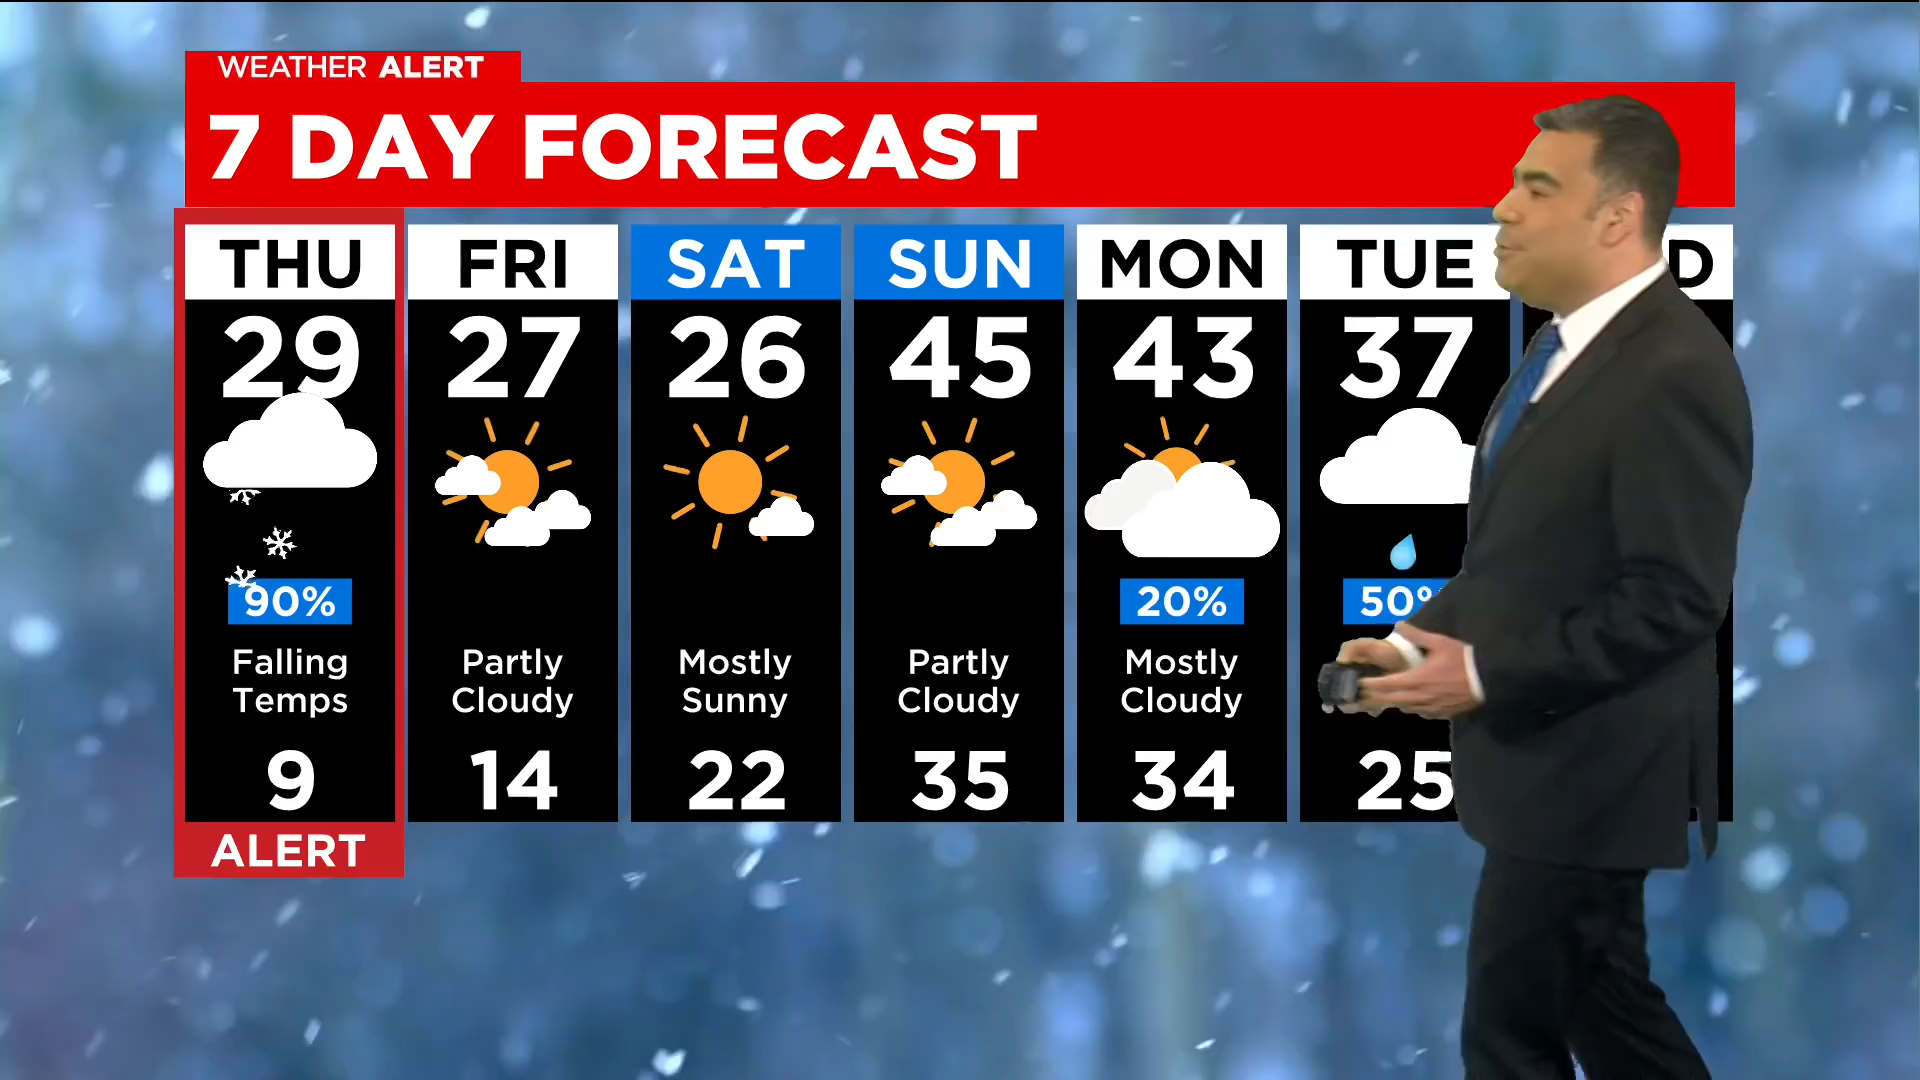 WEATHER ALERT
7 DAY FORECAST
THU FRI SAT SUN MON TUE D
29 27 26 45 43 37
90% 20% 50%
Falling Partly Mostly Partly Mostly
Temps Cloudy Sunny Cloudy Cloudy
9 14 22 35 34 25
ALERT